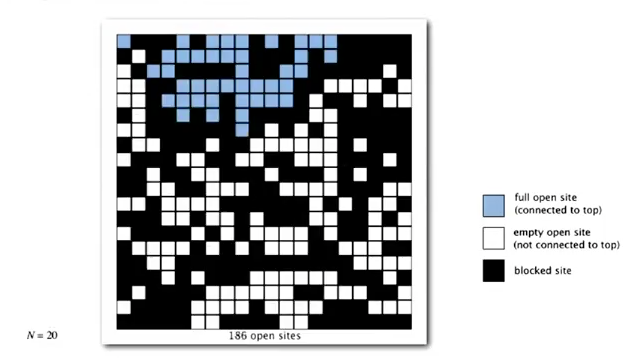 full open site
(connected to top)
empty open site
(not connected to top)
blocked site
N = 20
186 open sites